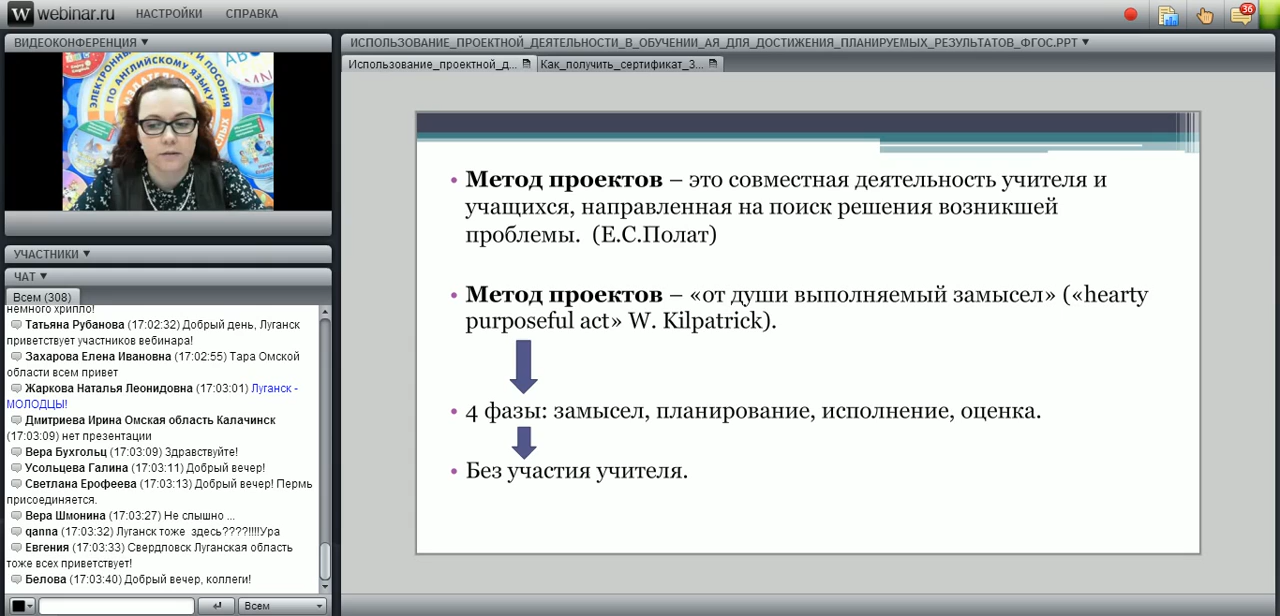 W webinar.ru
НАСТРОЙКИ
СПРАВКА
36
ВИДЕОКОНФЕРЕНЦИЯ
ЭЛЕКТРОННЫЕ
ПОСОБИЯ
ПО АНГЛИЙСКОМУ ЯЗЫКУ
УЧАСТНИКИ
ЧАТ
Всем (308)
немного хрипло!
Татьяна Рубанова (17:02:32) Добрый день, Луганск
приветствует участников вебинара!
Захарова Елена Ивановна (17:02:55) Тара Омской
области всем привет
Жаркова Наталья Леонидовна (17:03:01) Луганск -
МОЛОДЦЫ!
Дмитриева Ирина Омская область Калачинск
(17:03:09) нет презентации
Вера Бухгольц (17:03:09) Здравствуйте!
Усольцева Галина (17:03:11) Добрый вечер!
Светлана Ерофеева (17:03:13) Добрый вечер! Пермь
присоединяется.
Вера Шмонина (17:03:27) Не слышно ...
qanna (17:03:32) Луганск тоже здесь????!!!!Ура
Евгения (17:03:33) Свердловск Луганская область
тоже всех приветствует!
Белова (17:03:40) Добрый вечер, коллеги!
Всем
ИСПОЛЬЗОВАНИЕ_ПРОЕКТНОЙ_ДЕЯТЕЛЬНОСТИ_В_ОБУЧЕНИИ_АЯ_ДЛЯ_ДОСТИЖЕНИЯ_ПЛАНИРУЕМЫХ_РЕЗУЛЬТАТОВ_ФГОС.PPT
Использование_проектной_д...
Как_получить_сертификат_3...
• Метод проектов – это совместная деятельность учителя и
учащихся, направленная на поиск решения возникшей
проблемы. (Е.С.Полат)
• Метод проектов – «от души выполняемый замысел» («hearty
purposeful act» W. Kilpatrick).
• 4 фазы: замысел, планирование, исполнение, оценка.
• Без участия учителя.